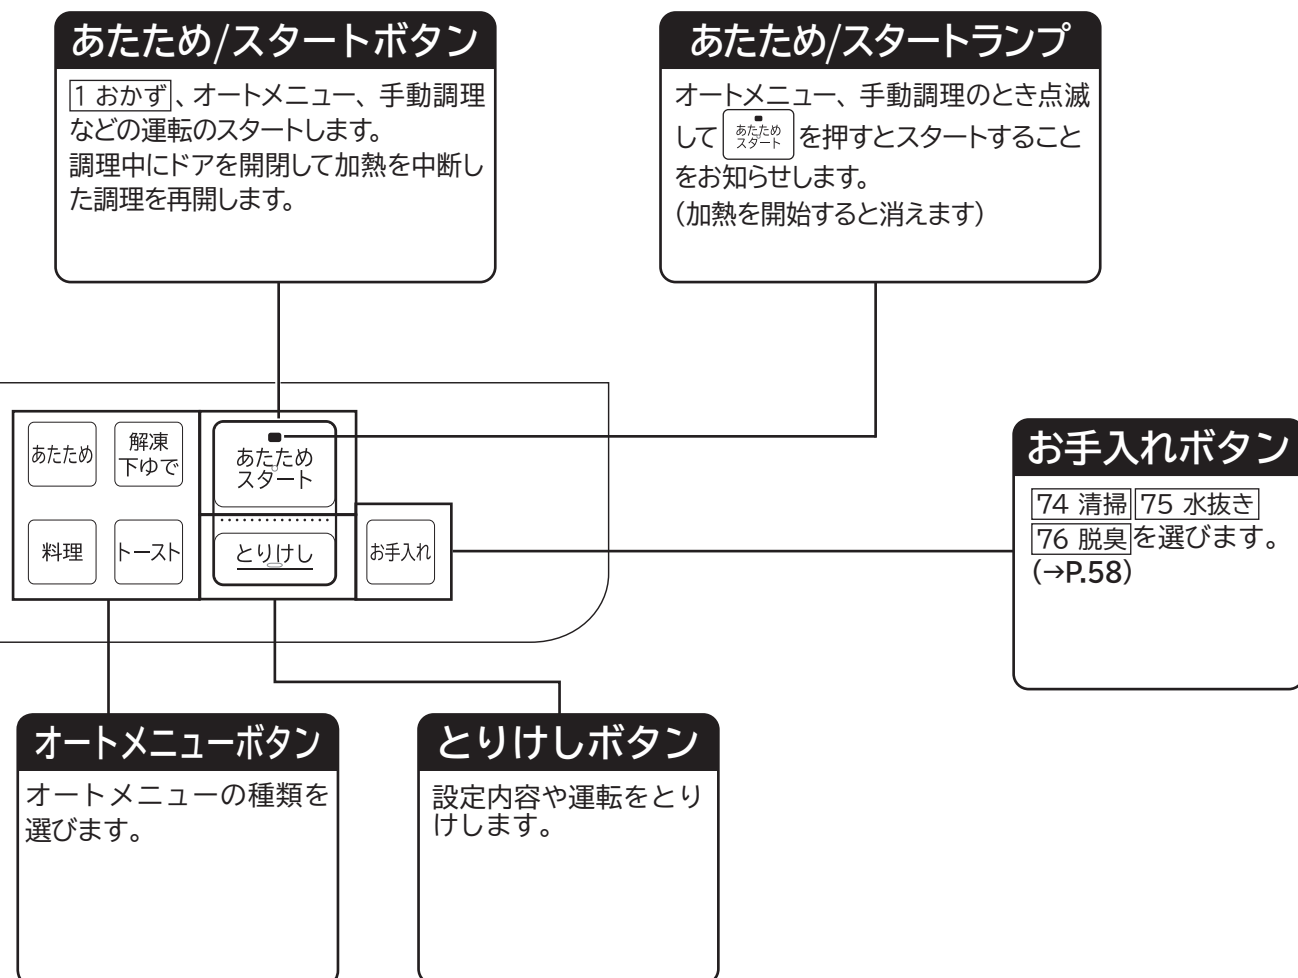 あたため/スタートボタン
1 おかず、オートメニュー、手動調理
などの運転のスタートします。
調理中にドアを開閉して加熱を中断し
た調理を再開します。
あたため/スタートランプ
オートメニュー、手動調理のとき点滅
して あたため スタート を押すとスタートすること
をお知らせします。
(加熱を開始すると消えます)
あたため
解凍
下ゆで
あたため
スタート
料理
トースト
とりけし
お手入れ
お手入れボタン
74 清掃 75 水抜き
76 脱臭を選びます。
(→P.58)
オートメニューボタン
オートメニューの種類を
選びます。
とりけしボタン
設定内容や運転をとり
けします。